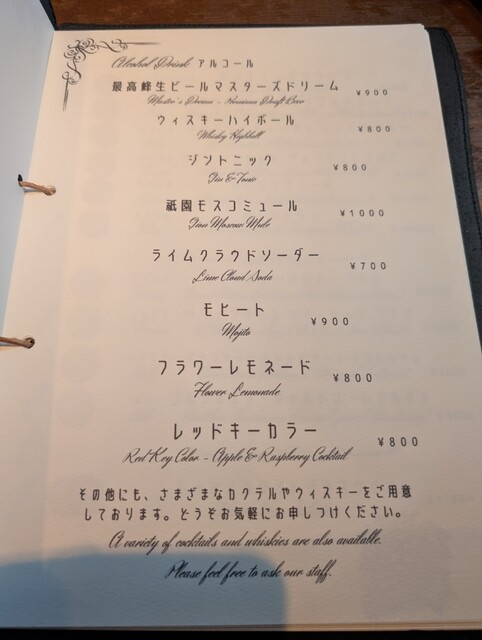 Alcohol Drink アルコール
最高峰生ビールマスターズドリーム ¥900
Master's Dream - Premium Draft Beer
ウィスキーハイボール ¥800
Whisky Highball
ジントニック ¥800
Gin & Tonic
祇園モスコミュール ¥1000
Gion Moscow Mule
ライムクラウドソーダー ¥700
Lime Cloud Soda
モヒート ¥900
Mojito
フラワーレモネード ¥800
Flower Lemonade
レッドキーカラー ¥800
Red Key Color - Apple & Raspberry Cocktail
その他にも、さまざまなカクテルやウィスキーをご用意
しております。どうぞお気軽にお申しつけください。
A variety of cocktails and whiskies are also available.
Please feel free to ask our staff.